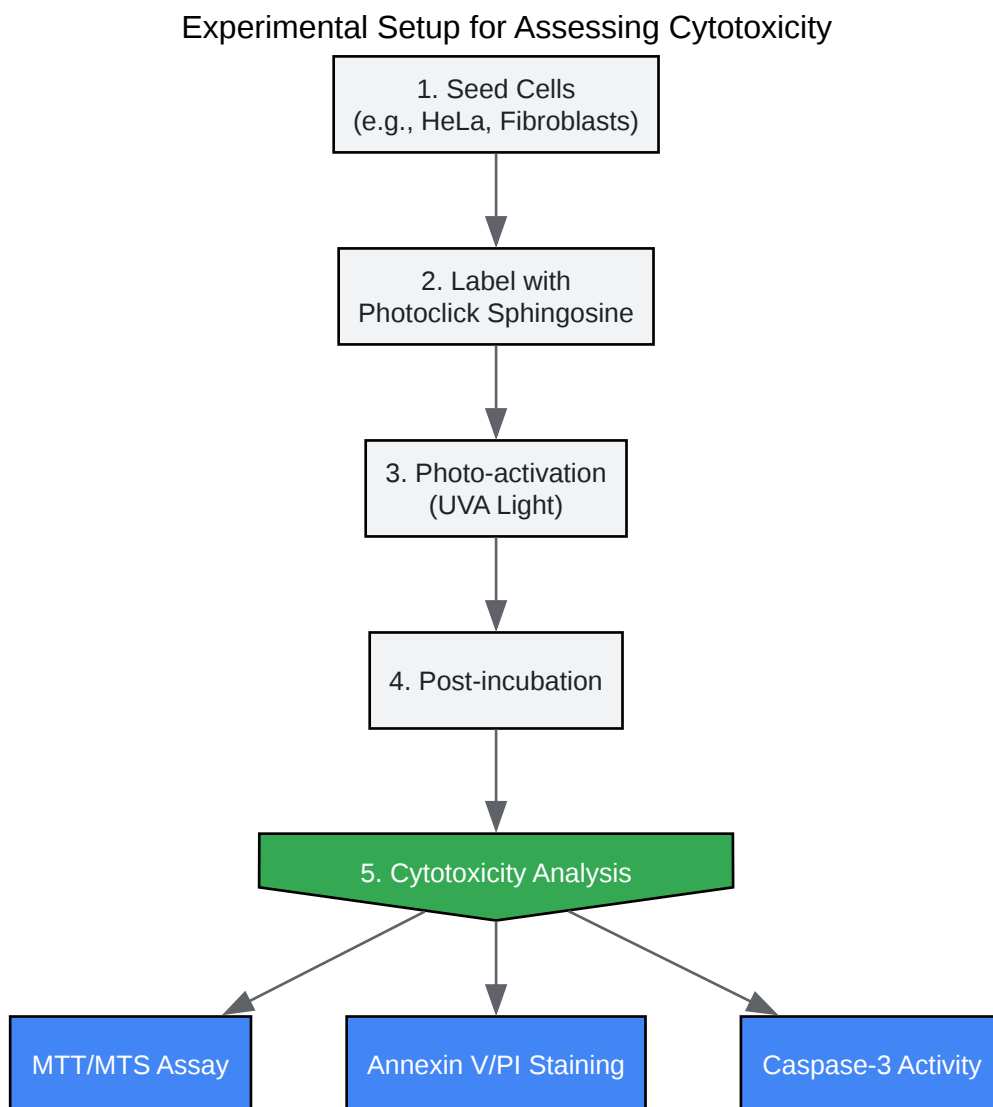 Experimental Setup for Assessing Cytotoxicity
1. Seed Cells
(e.g., HeLa, Fibroblasts)
2. Label with
Photoclick Sphingosine
3. Photo-activation
(UVA Light)
4. Post-incubation
5. Cytotoxicity Analysis
MTT/MTS Assay
Annexin V/PI Staining
Caspase-3 Activity